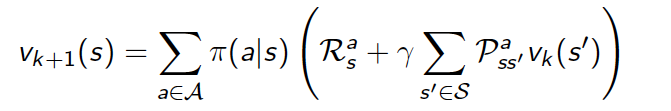 $v_{k+1}(s) = \sum_{a \in \mathcal{A}} \pi(a|s) \left( \mathcal{R}_s^a + \gamma \sum_{s' \in \mathcal{S}} \mathcal{P}_{ss'}^a v_k(s') \right)$